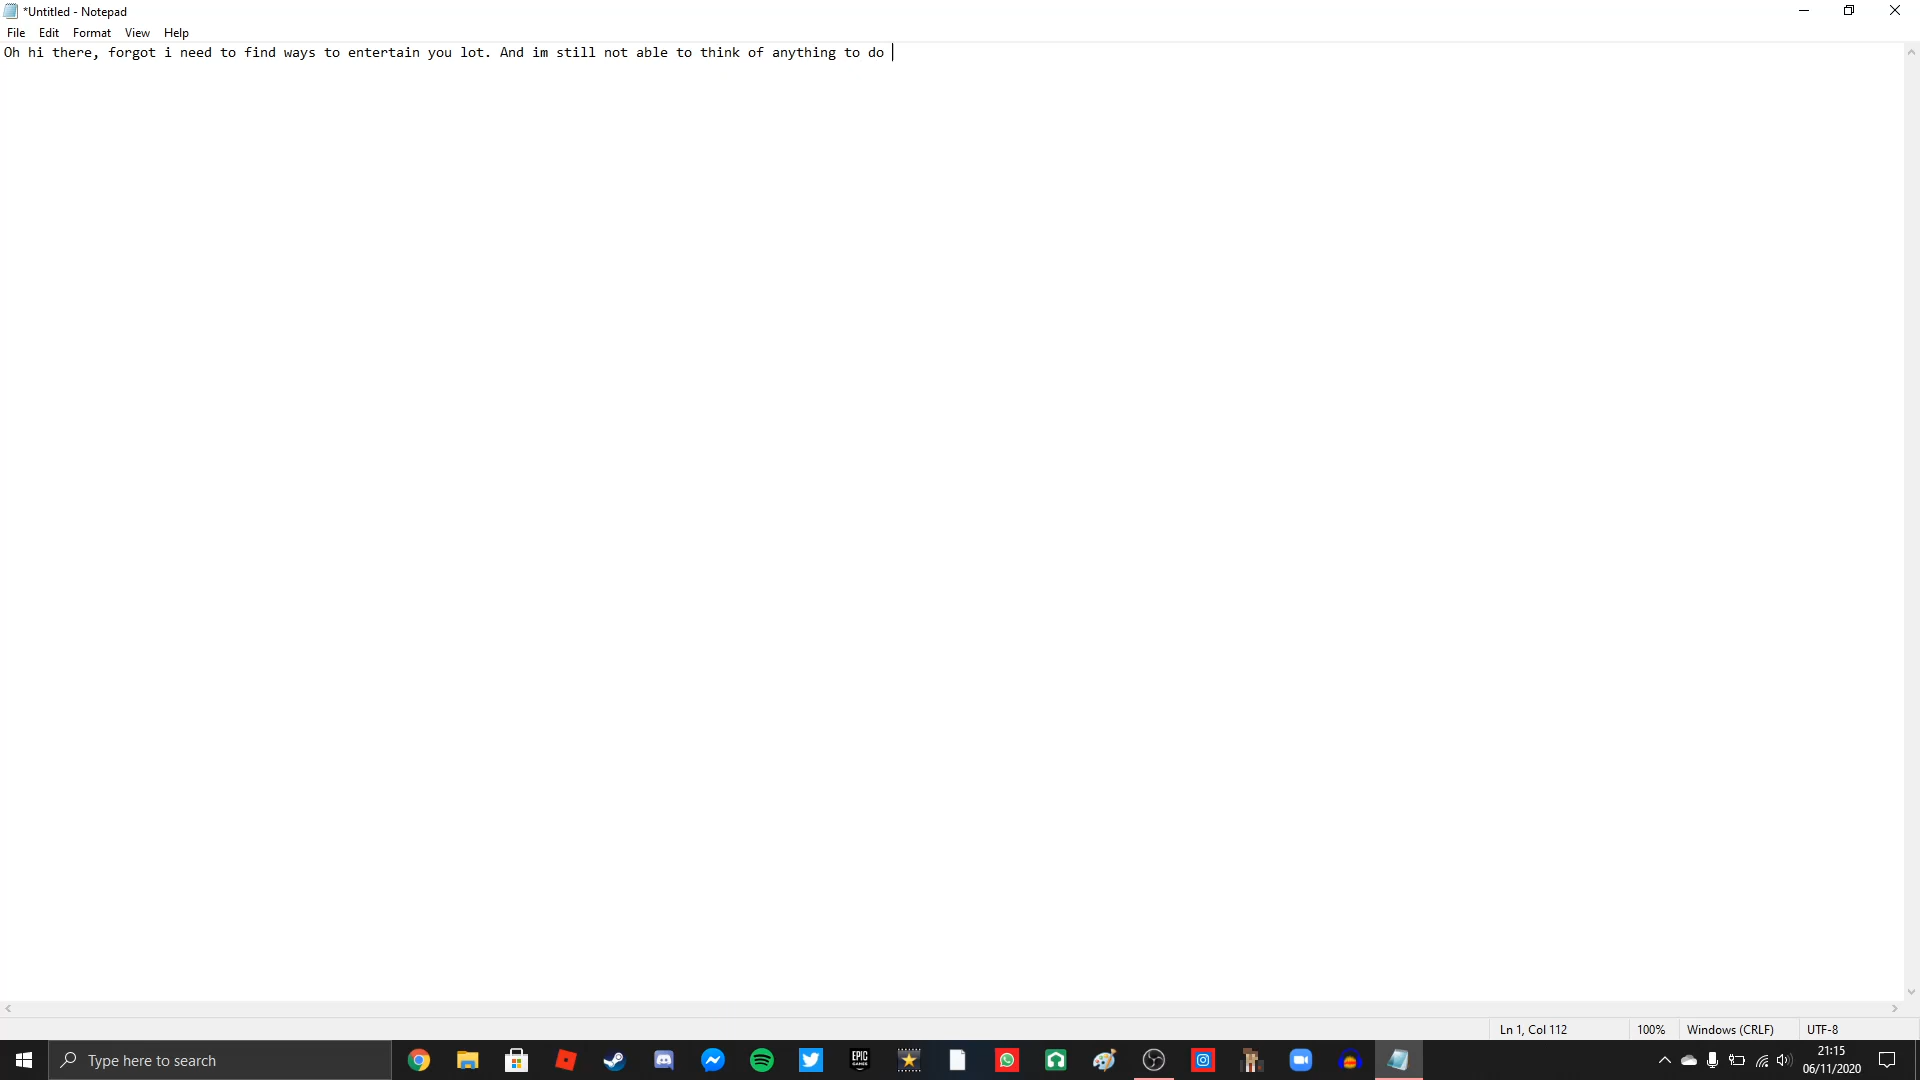 *Untitled - Notepad
File Edit Format View Help
Oh hi there, forgot i need to find ways to entertain you lot. And im still not able to think of anything to do
Ln 1, Col 112 100% Windows (CRLF) UTF-8
Type here to search
EPIC
GAMES
21:15
06/11/2020